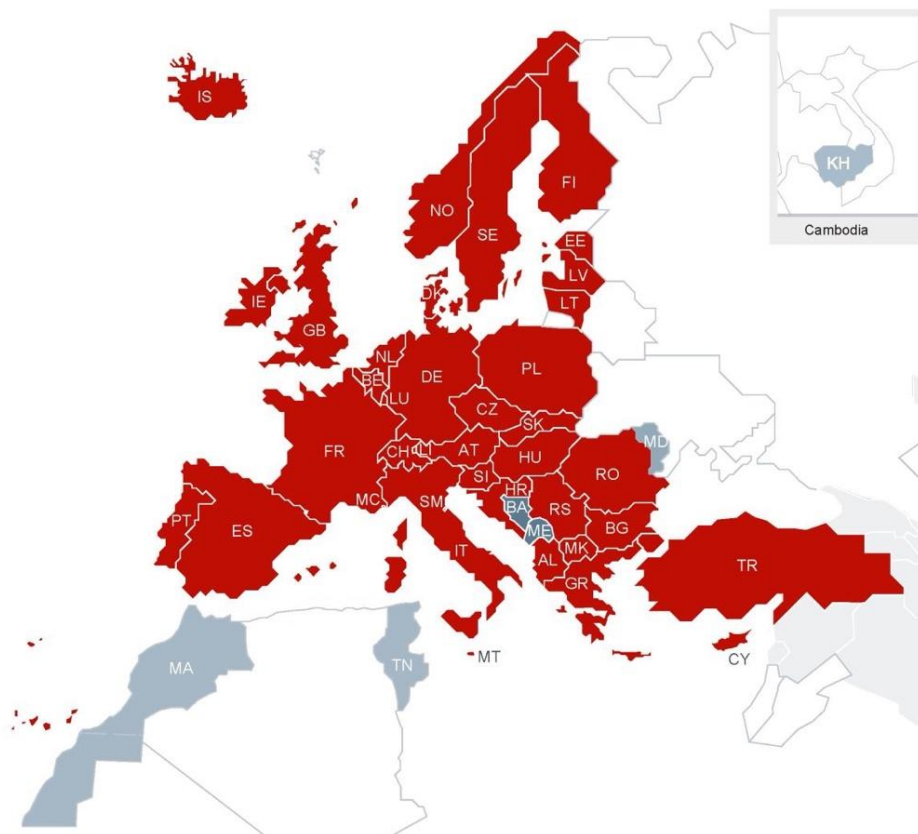 IS
KH
Cambodia
FI
NO
SE
EE
LV
LT
DK
IE
GB
NL
BE
LU
DE
PL
CZ
SK
MD
FR
CH
LI
AT
HU
RO
SI
HR
MC
SM
BA
RS
PT
ES
IT
ME
BG
MK
AL
GR
TR
MT
CY
MA
TN